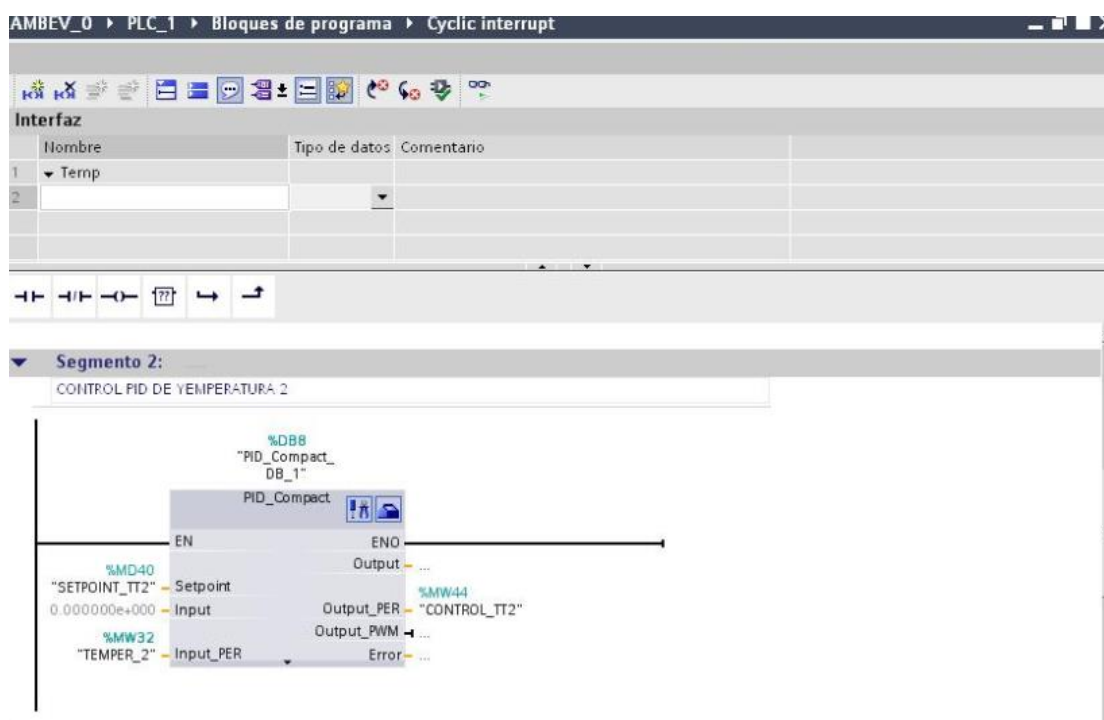 AMBEV_0 ▸ PLC_1 ▸ Bloques de programa ▸ Cyclic interrupt
Interfaz
Nombre Tipo de datos Comentario
1 Temp
2
Segmento 2:
CONTROL PID DE YEMPERATURA 2
%DB8
"PID_Compact_
DB_1"
PID_Compact
EN ENO
Output ...
%MD40
"SETPOINT_TT2" Setpoint
%MW44
0.000000e+000 Input Output_PER "CONTROL_TT2"
Output_PWM ...
%MW32
"TEMPER_2" Input_PER Error ...